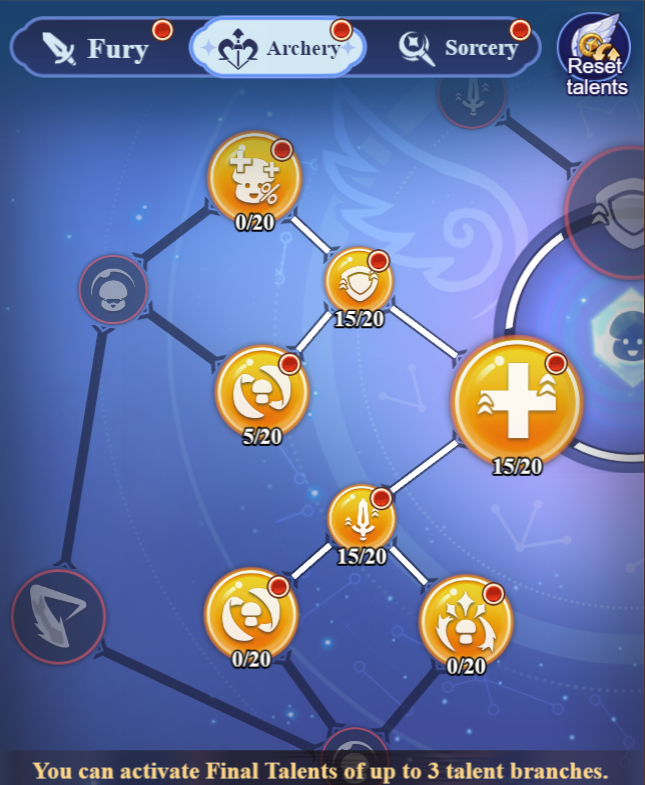 Fury
Archery
Sorcery
Reset
talents
0/20
15/20
5/20
15/20
15/20
0/20
0/20
You can activate Final Talents of up to 3 talent branches.